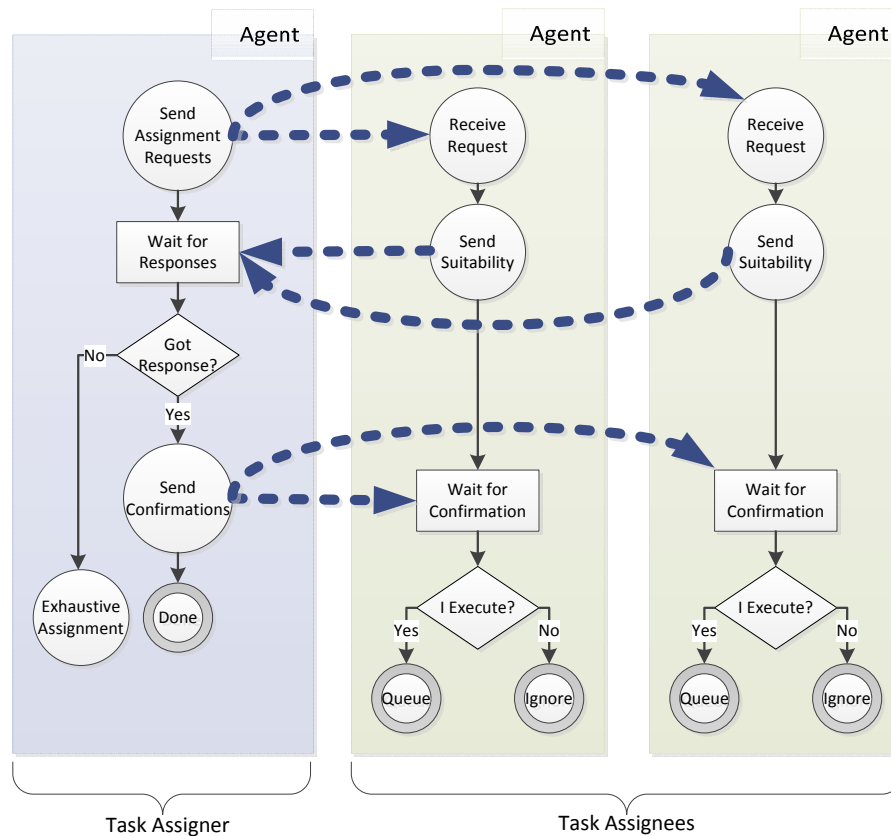 Agent
Agent
Agent
Send
Assignment
Requests
Receive
Request
Receive
Request
Wait for
Responses
Send
Suitability
Send
Suitability
Got
Response?
No
Yes
Send
Confirmations
Wait for
Confirmation
Wait for
Confirmation
Exhaustive
Assignment
Done
I Execute?
Yes
No
I Execute?
Yes
No
Queue
Ignore
Queue
Ignore
Task Assigner
Task Assignees